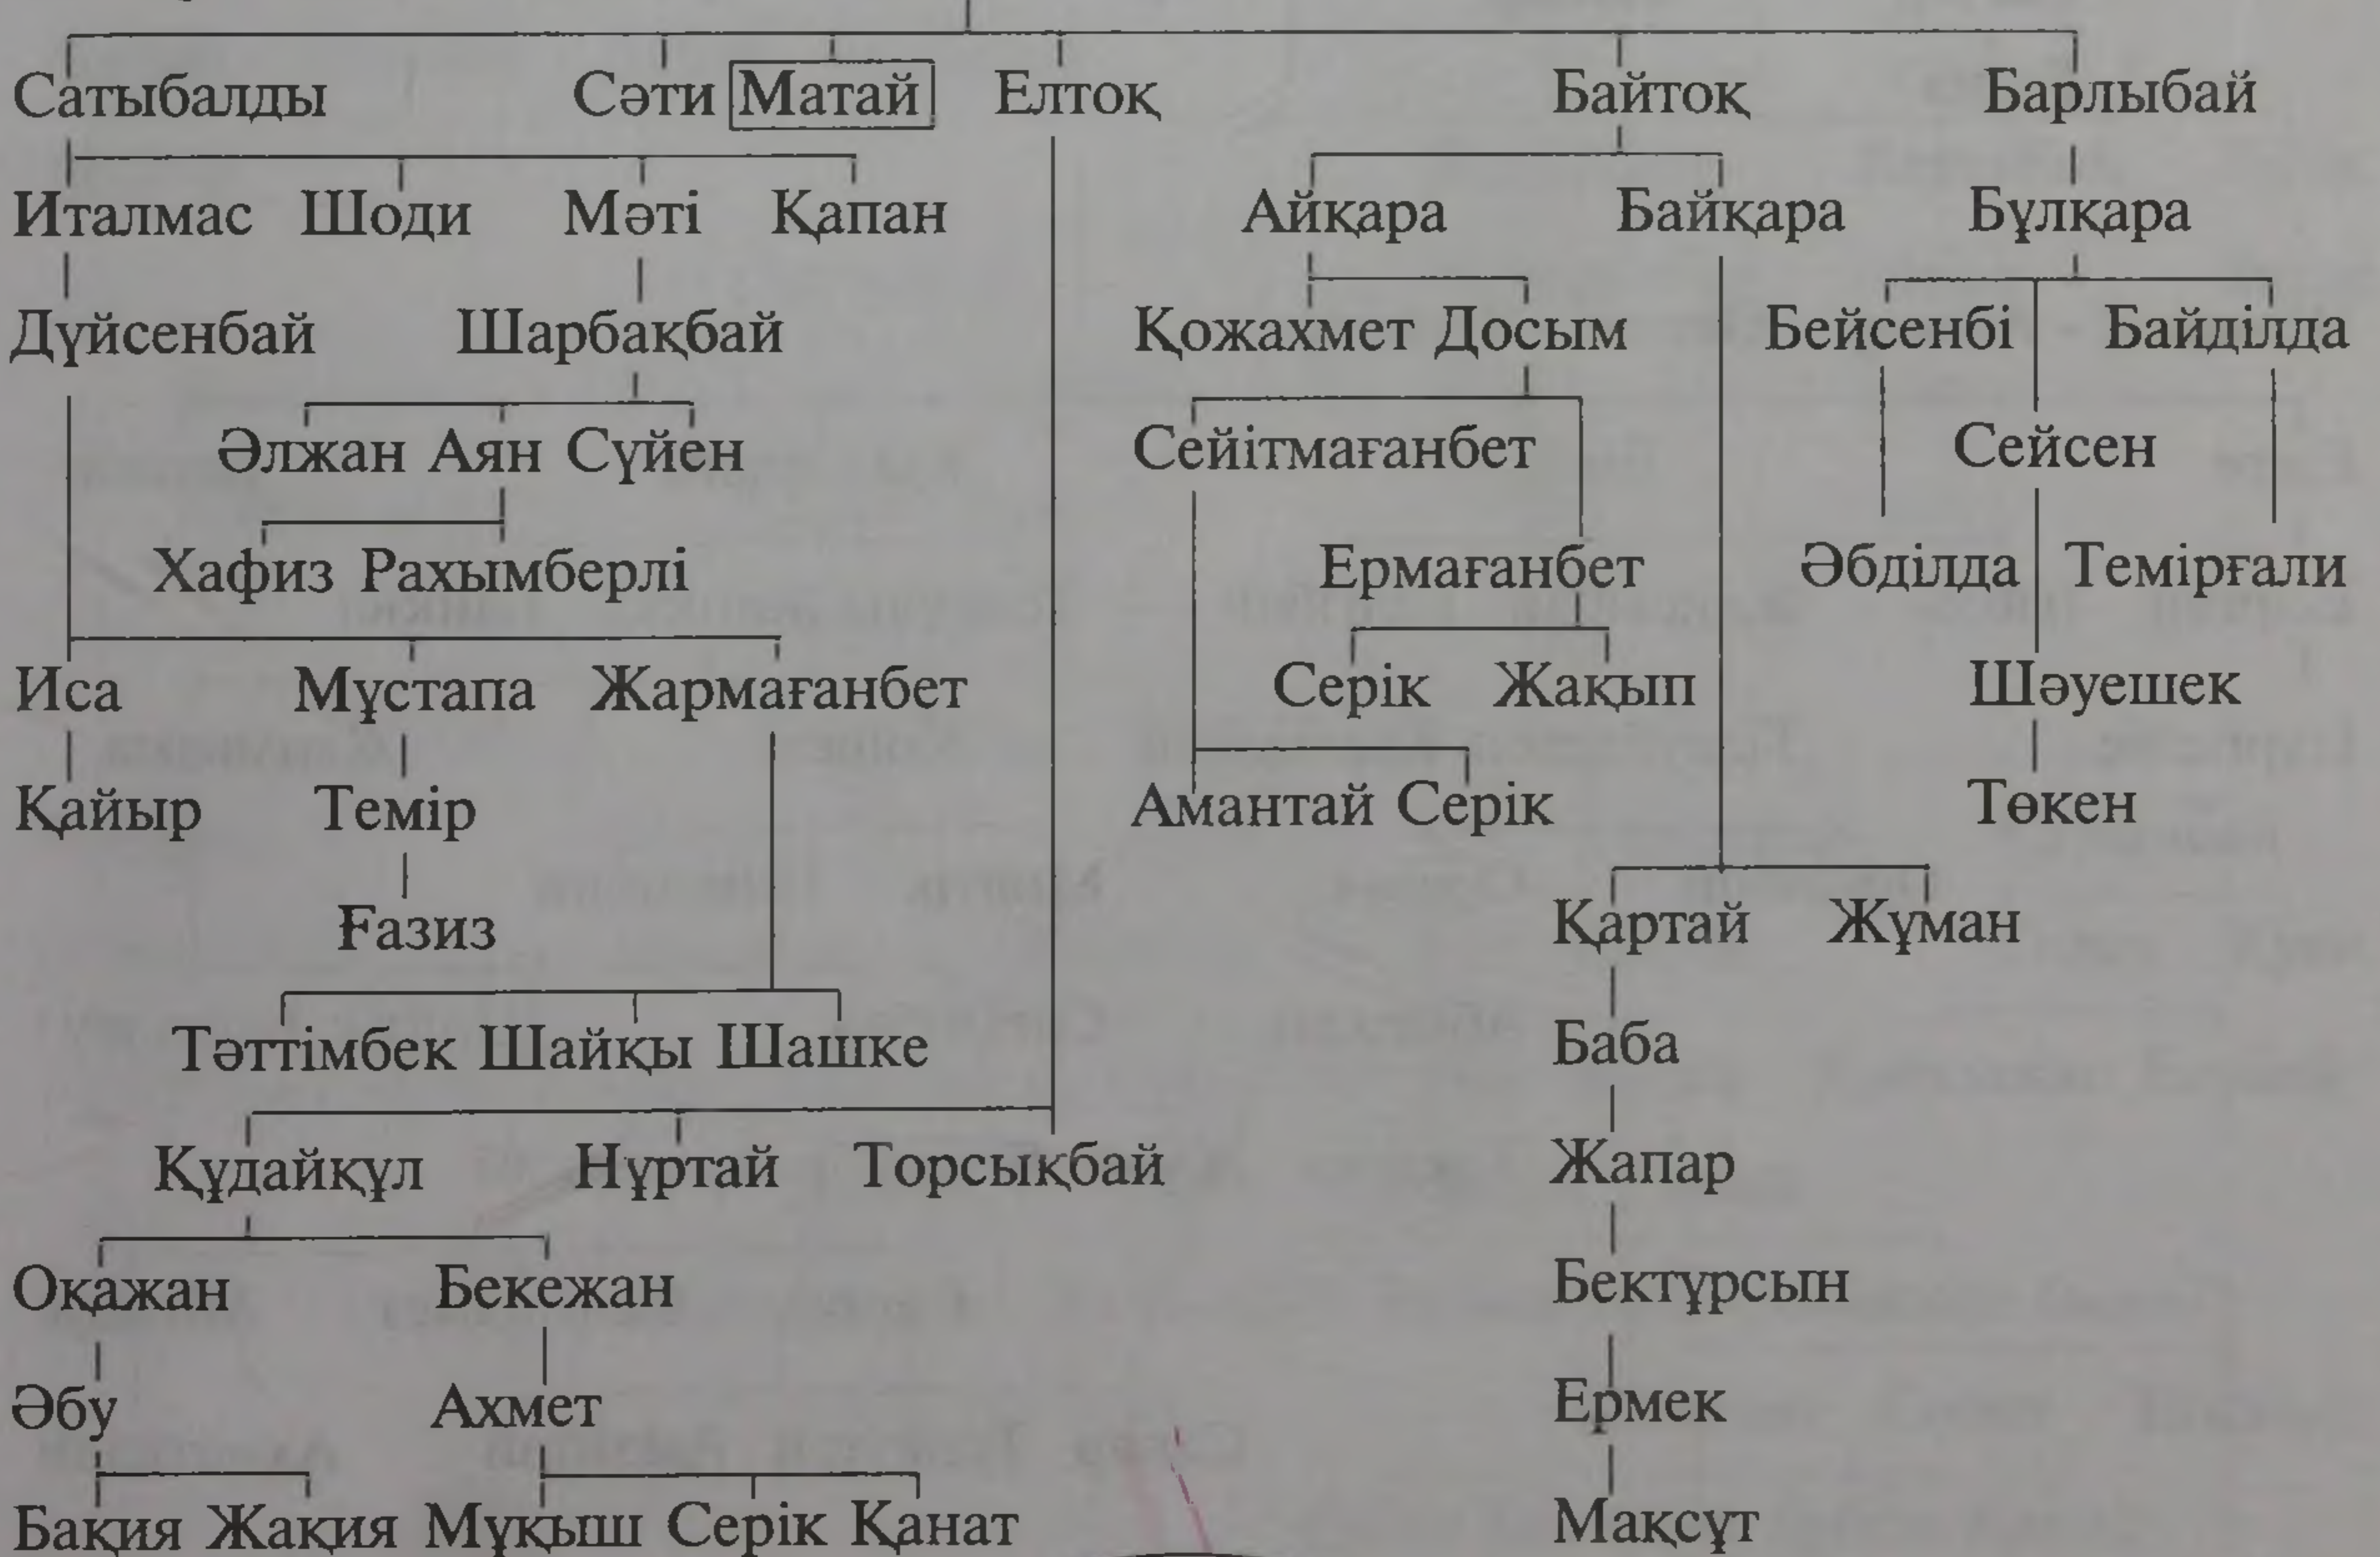 Сатыбалды Сәти Матай Елтоқ Байтоқ Барлыбай
Италмас Шоди Мәті Қапан Айқара Байқара Бұлқара
Дүйсенбай Шарбақбай Қожахмет Досым Бейсенбі Байділда
Әлжан Аян Сүйен Сейітмағанбет Сейсен
Хафиз Рахымберлі Ермағанбет Әбділда Темірғали
Иса Мұстапа Жармағанбет Серік Жақып Шәуешек
Қайыр Темір Амантай Серік Төкен
Ғазиз Қартай Жұман
Тәттімбек Шайқы Шашке Баба
Құдайқұл Нұртай Торсықбай Жапар
Оқажан Бекежан Бектұрсын
Әбу Ахмет Ермек
Бақия Жақия Мұқыш Серік Қанат Мақсұт